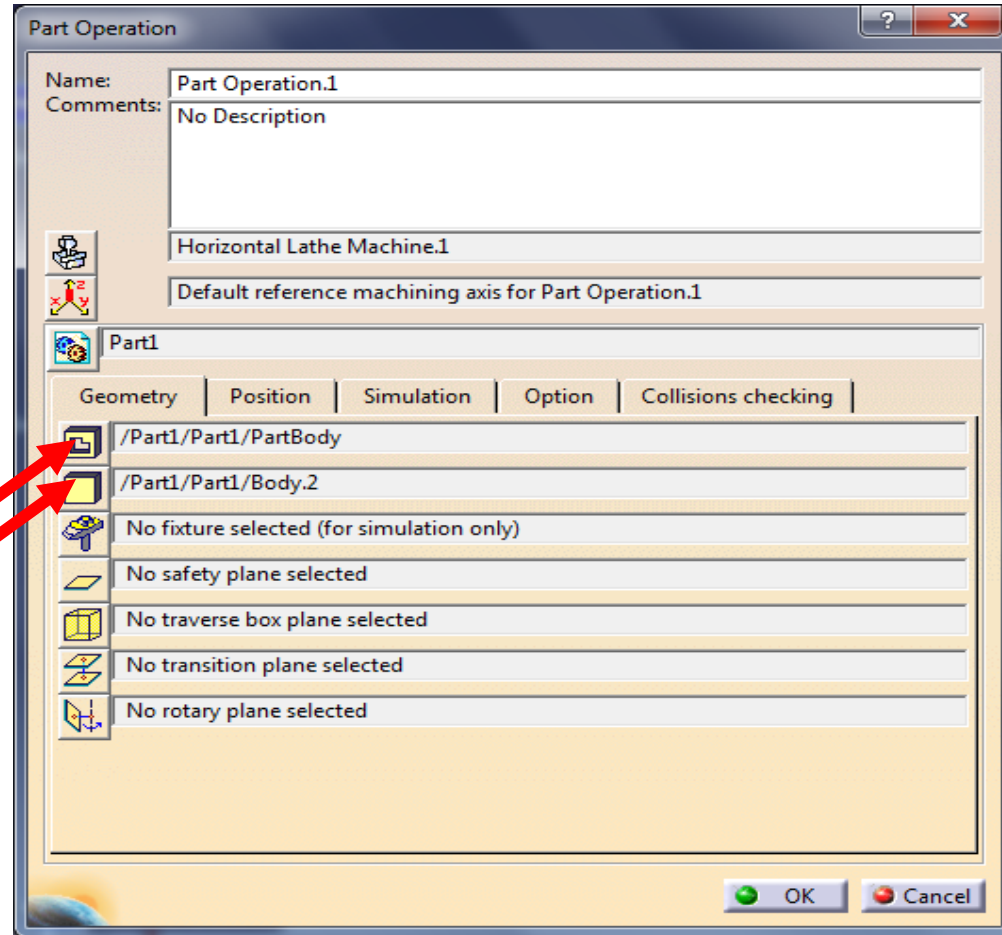 Part Operation
Name: Part Operation.1
Comments: No Description
Horizontal Lathe Machine.1
Default reference machining axis for Part Operation.1
Part1
Geometry Position Simulation Option Collisions checking
/Part1/Part1/PartBody
/Part1/Part1/Body.2
No fixture selected (for simulation only)
No safety plane selected
No traverse box plane selected
No transition plane selected
No rotary plane selected
OK Cancel